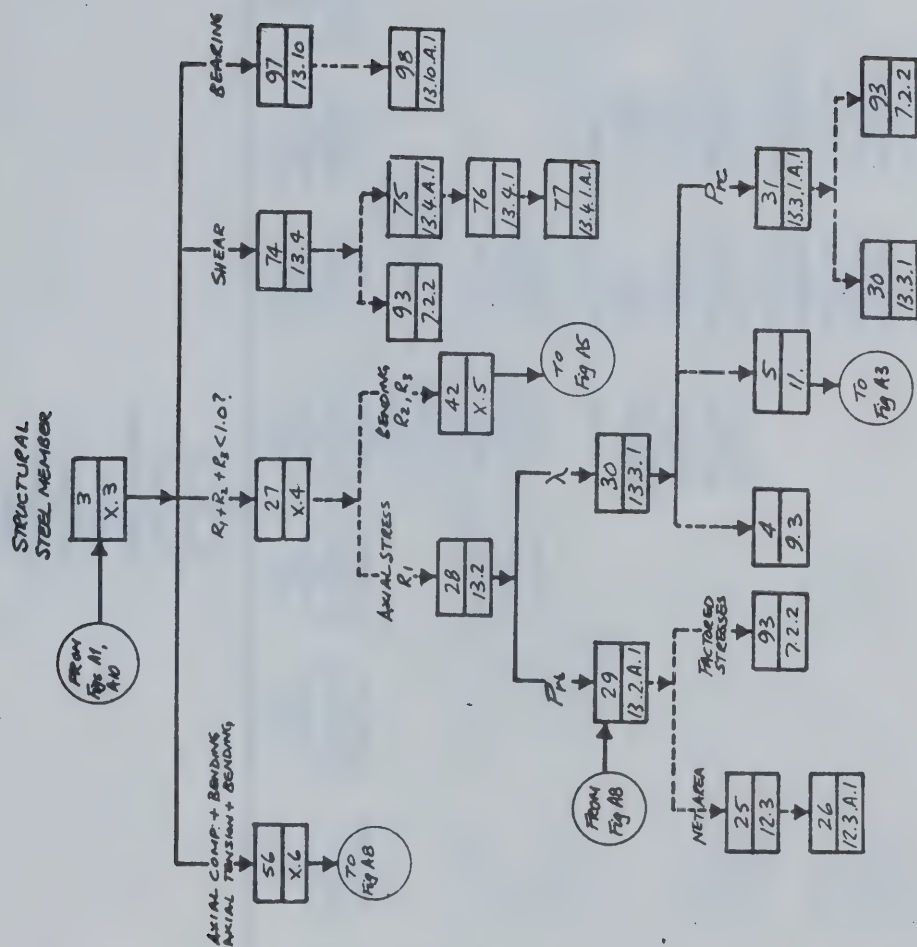 STRUCTURAL
STEEL MEMBER
FROM
Figs A1,
A10
3
X.3
AXIAL COMP. + BENDING
AXIAL TENSION + BENDING
R1 + R2 + R3 < 1.0?
SHEAR
BEARING
56
X.6
27
X.4
74
13.4
97
13.10
TO
Fig A8
98
13.10.A.1
AXIAL STRESS
R1
BENDING
R2, R3
28
13.2
42
X.5
93
7.2.2
75
13.4.A.1
76
13.4.1
77
13.4.1.A.1
TO
Fig A5
λ
FROM
Fig A8
29
13.2.A.1
30
13.3.1
NET AREA
FACTORED
STRESSES
Prc
25
12.3
93
7.2.2
4
9.3
5
11.
31
13.3.1.A.1
26
12.3.A.1
TO
Fig A3
30
13.3.1
93
7.2.2